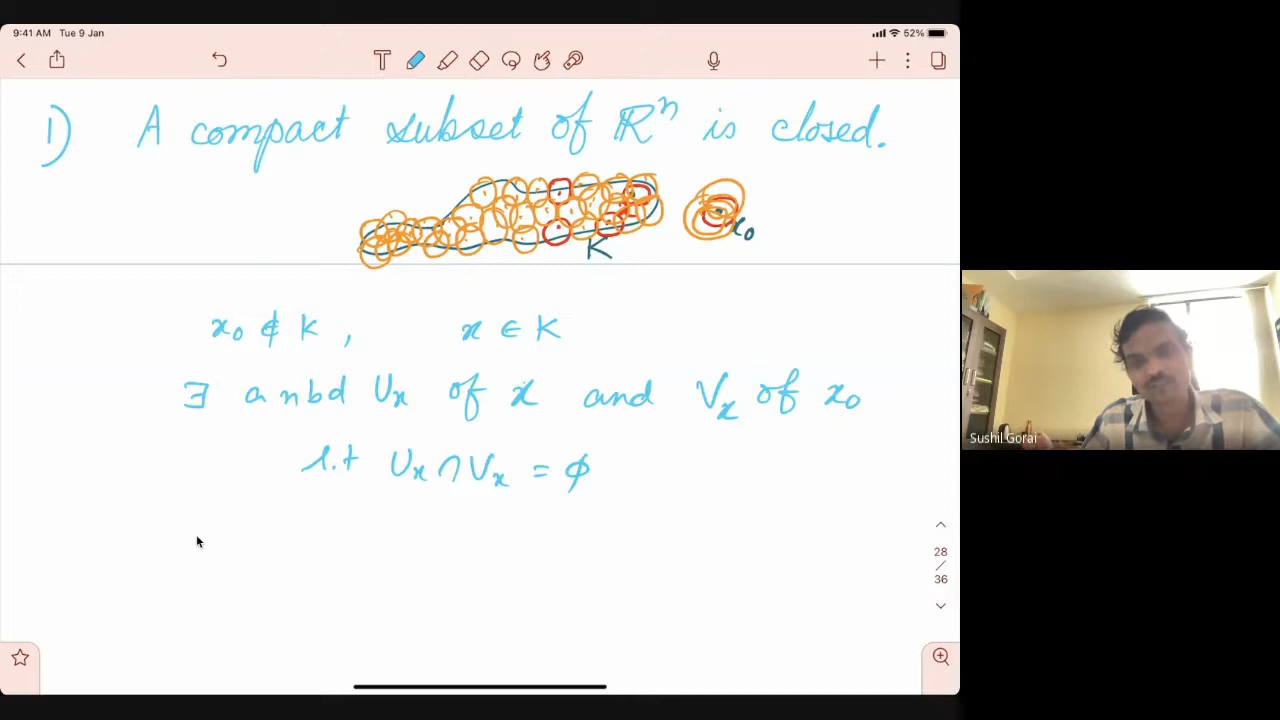 9:41 AM Tue 9 Jan
52%
T
1) A compact subset of ℝⁿ is closed.
K
x₀
x₀ ∉ K , x ∈ K
∃ a nbd Uₓ of x and Vₓ of x₀
s.t Uₓ ∩ Vₓ = ϕ
Sushil Gorai
28
/
36